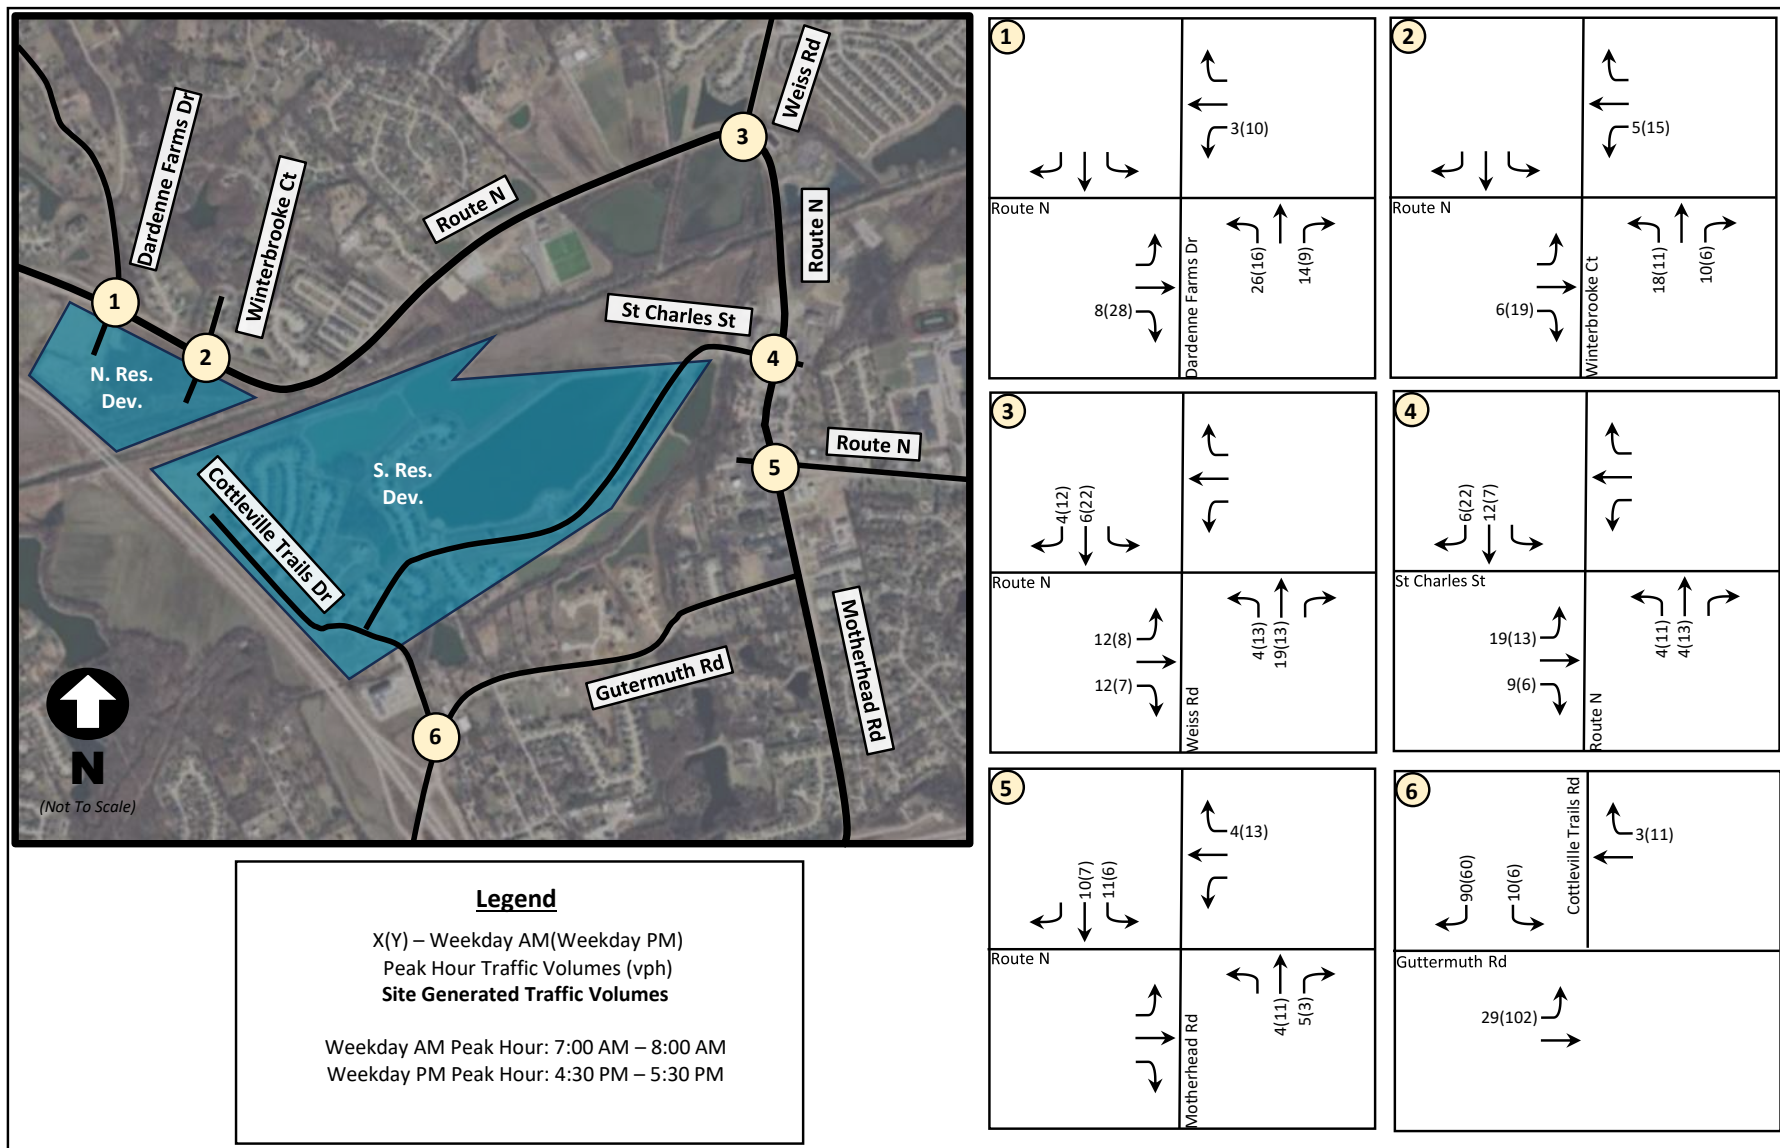 Dardenne Farms Dr
Winterbrooke Ct
Route N
Weiss Rd
Route N
St Charles St
Route N
Cottleville Trails Dr
Gutermuth Rd
Motherhead Rd
1
2
3
4
5
6
N. Res.
Dev.
S. Res.
Dev.
N
(Not To Scale)
Legend
X(Y) – Weekday AM(Weekday PM)
Peak Hour Traffic Volumes (vph)
Site Generated Traffic Volumes
Weekday AM Peak Hour: 7:00 AM – 8:00 AM
Weekday PM Peak Hour: 4:30 PM – 5:30 PM
1
3(10)
Route N
Dardenne Farms Dr
8(28)
26(16)
14(9)
2
5(15)
Route N
Winterbrooke Ct
6(19)
18(11)
10(6)
3
4(12)
6(22)
Route N
Weiss Rd
12(8)
12(7)
4(13)
19(13)
4
6(22)
12(7)
St Charles St
Route N
19(13)
9(6)
4(11)
4(13)
5
10(7)
11(6)
4(13)
Route N
Motherhead Rd
4(11)
5(3)
6
90(60)
10(6)
Cottleville Trails Rd
3(11)
Guttermuth Rd
29(102)